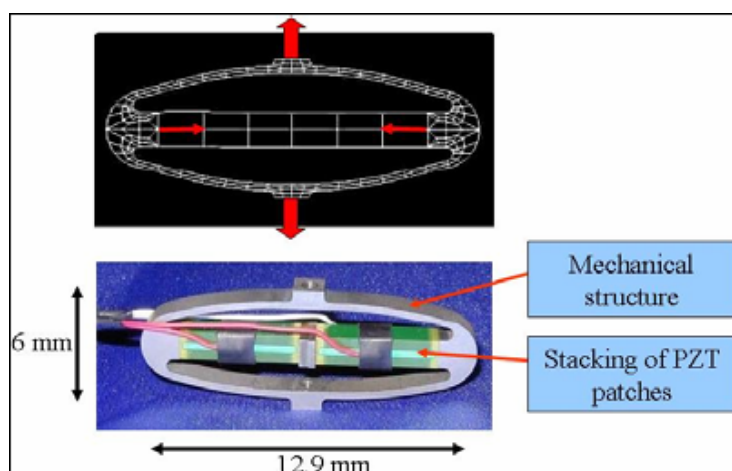 Mechanical
structure
6 mm
Stacking of PZT
patches
12.9 mm